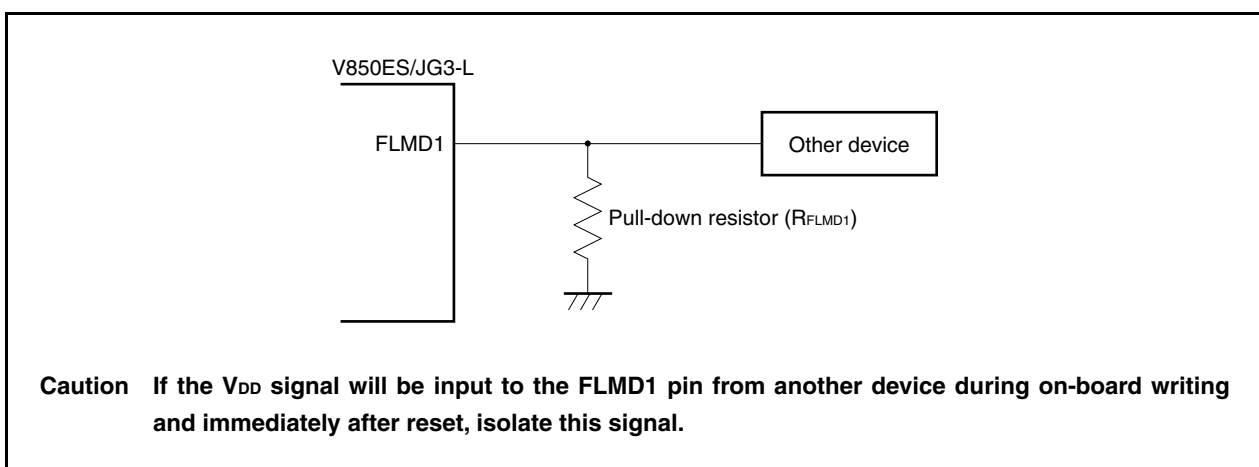 V850ES/JG3-L
FLMD1
Other device
Pull-down resistor (RFLMD1)
Caution If the VDD signal will be input to the FLMD1 pin from another device during on-board writing
and immediately after reset, isolate this signal.